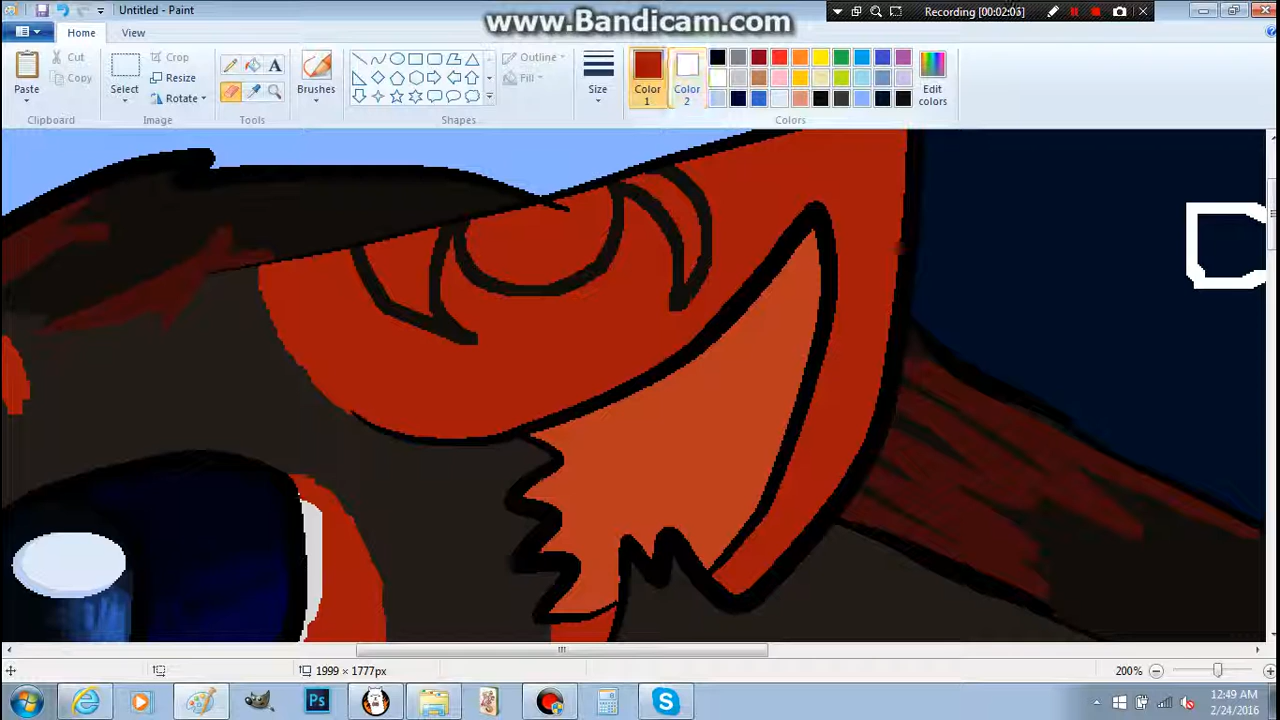 Untitled - Paint
www.Bandicam.com
Recording [00:02:03]
Home
View
Paste
Cut
Copy
Clipboard
Select
Crop
Resize
Rotate
Image
A
Tools
Brushes
Outline
Fill
Shapes
Size
Color 1
Color 2
Edit colors
Colors
1999 × 1777px
200%
Ps
12:49 AM
2/24/2016